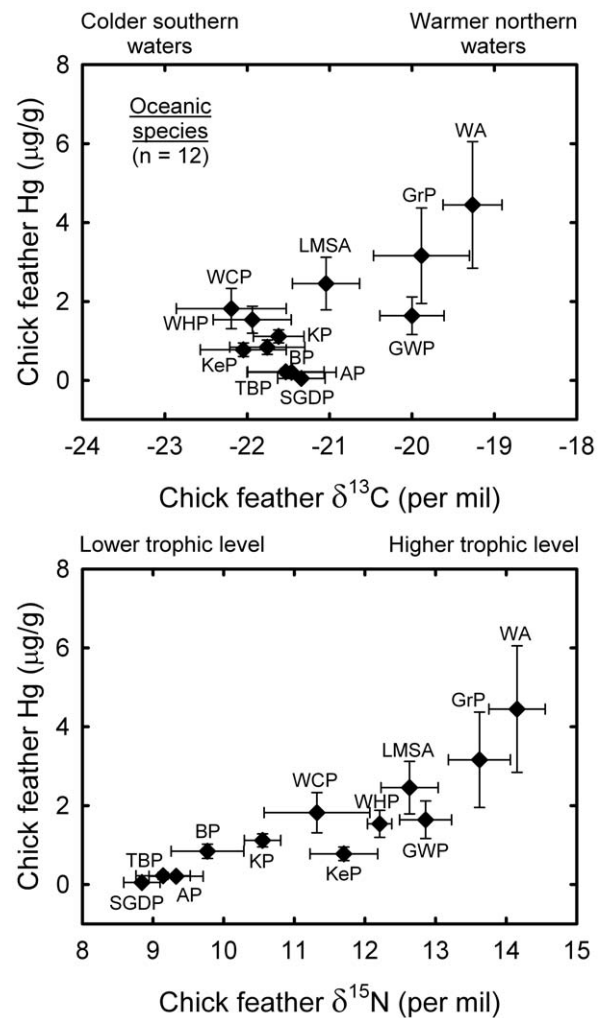 Colder southern
waters
Warmer northern
waters
8
6
4
2
0
Chick feather Hg (μg/g)
Oceanic
species
(n = 12)
WA
GrP
LMSA
WCP
WHP
KP
GWP
KeP
BP
TBP
AP
SGDP
-24 -23 -22 -21 -20 -19 -18
Chick feather δ¹³C (per mil)
Lower trophic level
Higher trophic level
8
6
4
2
0
Chick feather Hg (μg/g)
WA
GrP
LMSA
WCP
WHP
BP
GWP
KP
TBP
KeP
AP
SGDP
8 9 10 11 12 13 14 15
Chick feather δ¹⁵N (per mil)